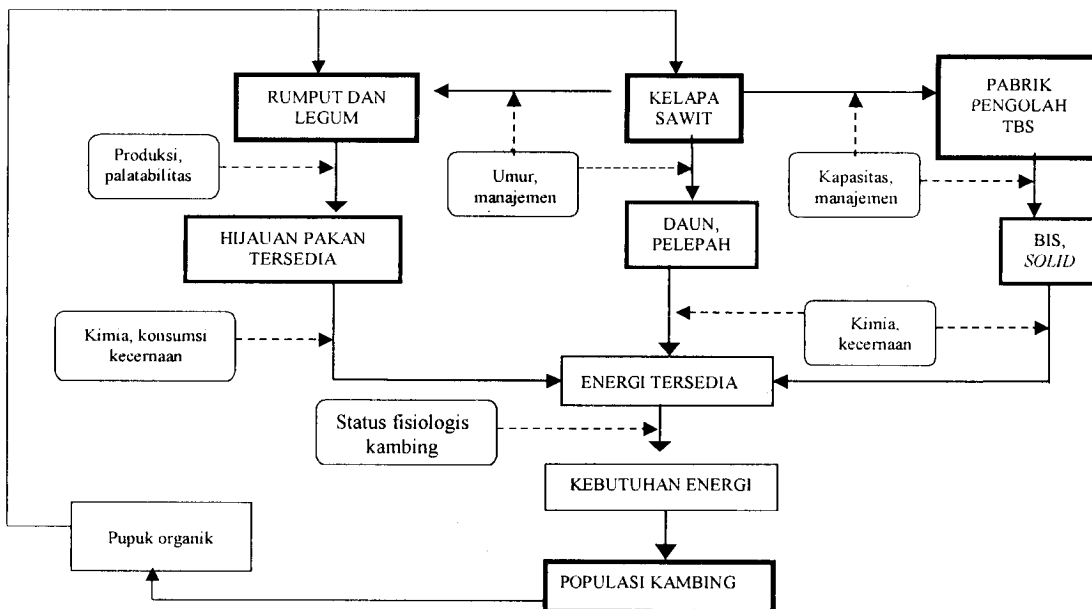 RUMPUT DAN
LEGUM
KELAPA
SAWIT
PABRIK
PENGOLAH
TBS
Produksi,
palatabilitas
Umur,
manajemen
Kapasitas,
manajemen
HIJAUAN PAKAN
TERSEDIA
DAUN,
PELEPAH
BIS,
SOLID
Kimia, konsumsi
kecernaan
Kimia,
kecernaan
ENERGI TERSEDIA
Status fisiologis
kambing
KEBUTUHAN ENERGI
Pupuk organik
POPULASI KAMBING